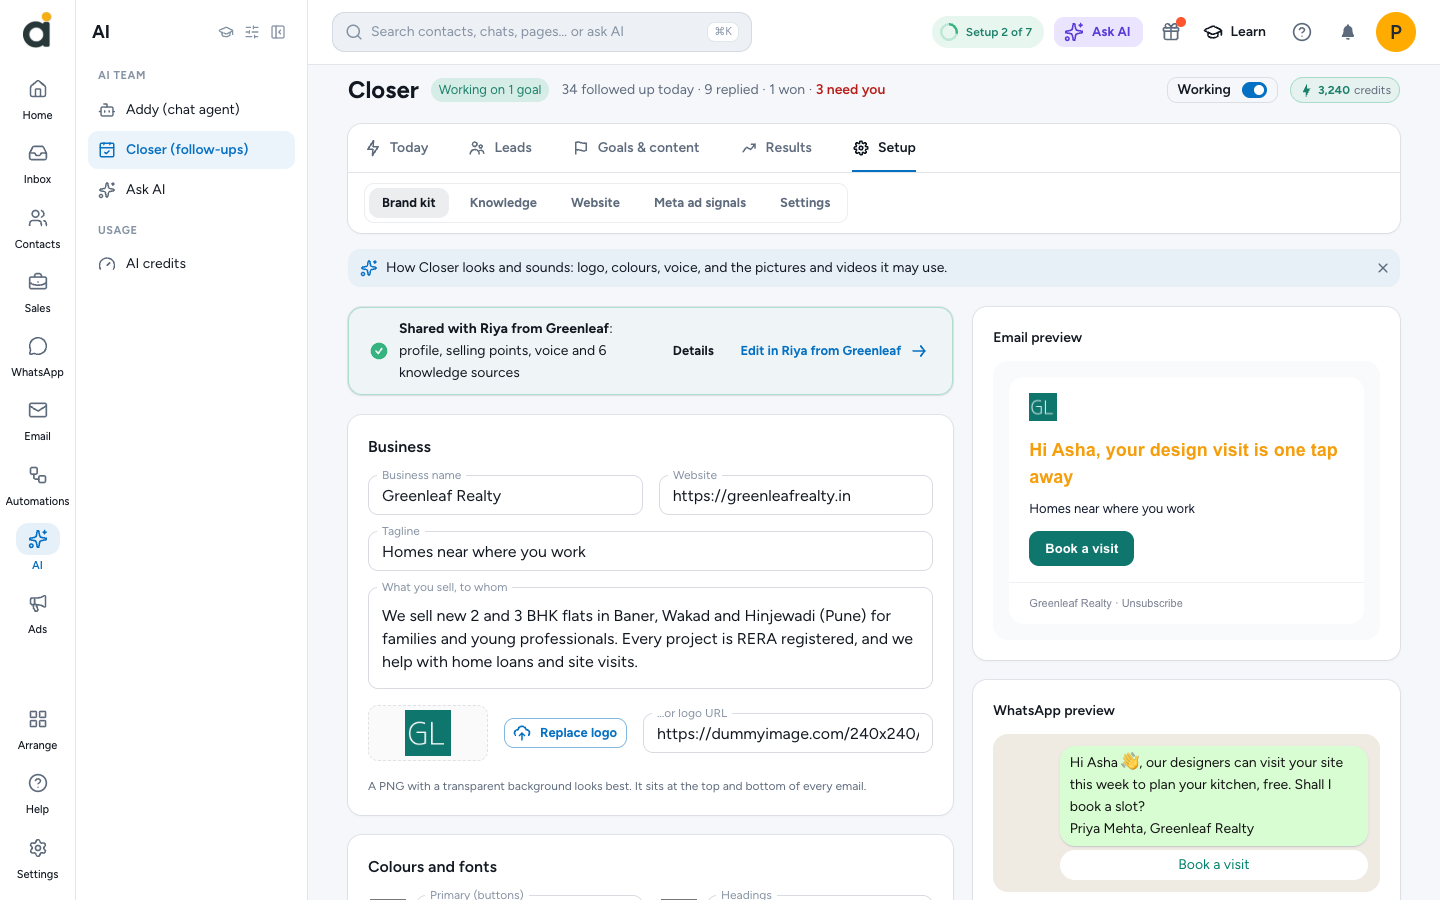 AI
Search contacts, chats, pages... or ask AI
⌘K
Setup 2 of 7
Ask AI
Learn
P
Home
Inbox
Contacts
Sales
WhatsApp
Email
Automations
AI
Ads
Arrange
Help
Settings
AI TEAM
Addy (chat agent)
Closer (follow-ups)
Ask AI
USAGE
AI credits
Closer
Working on 1 goal
34 followed up today · 9 replied · 1 won · 3 need you
Working
3,240 credits
Today
Leads
Goals & content
Results
Setup
Brand kit
Knowledge
Website
Meta ad signals
Settings
How Closer looks and sounds: logo, colours, voice, and the pictures and videos it may use.
Shared with Riya from Greenleaf:
profile, selling points, voice and 6
knowledge sources
Details
Edit in Riya from Greenleaf
Business
Business name
Greenleaf Realty
Website
https://greenleafrealty.in
Tagline
Homes near where you work
What you sell, to whom
We sell new 2 and 3 BHK flats in Baner, Wakad and Hinjewadi (Pune) for
families and young professionals. Every project is RERA registered, and we
help with home loans and site visits.
GL
Replace logo
...or logo URL
https://dummyimage.com/240x240/
A PNG with a transparent background looks best. It sits at the top and bottom of every email.
Colours and fonts
Primary (buttons)
Headings
Email preview
GL
Hi Asha, your design visit is one tap
away
Homes near where you work
Book a visit
Greenleaf Realty · Unsubscribe
WhatsApp preview
Hi Asha 👋, our designers can visit your site
this week to plan your kitchen, free. Shall I
book a slot?
Priya Mehta, Greenleaf Realty
Book a visit